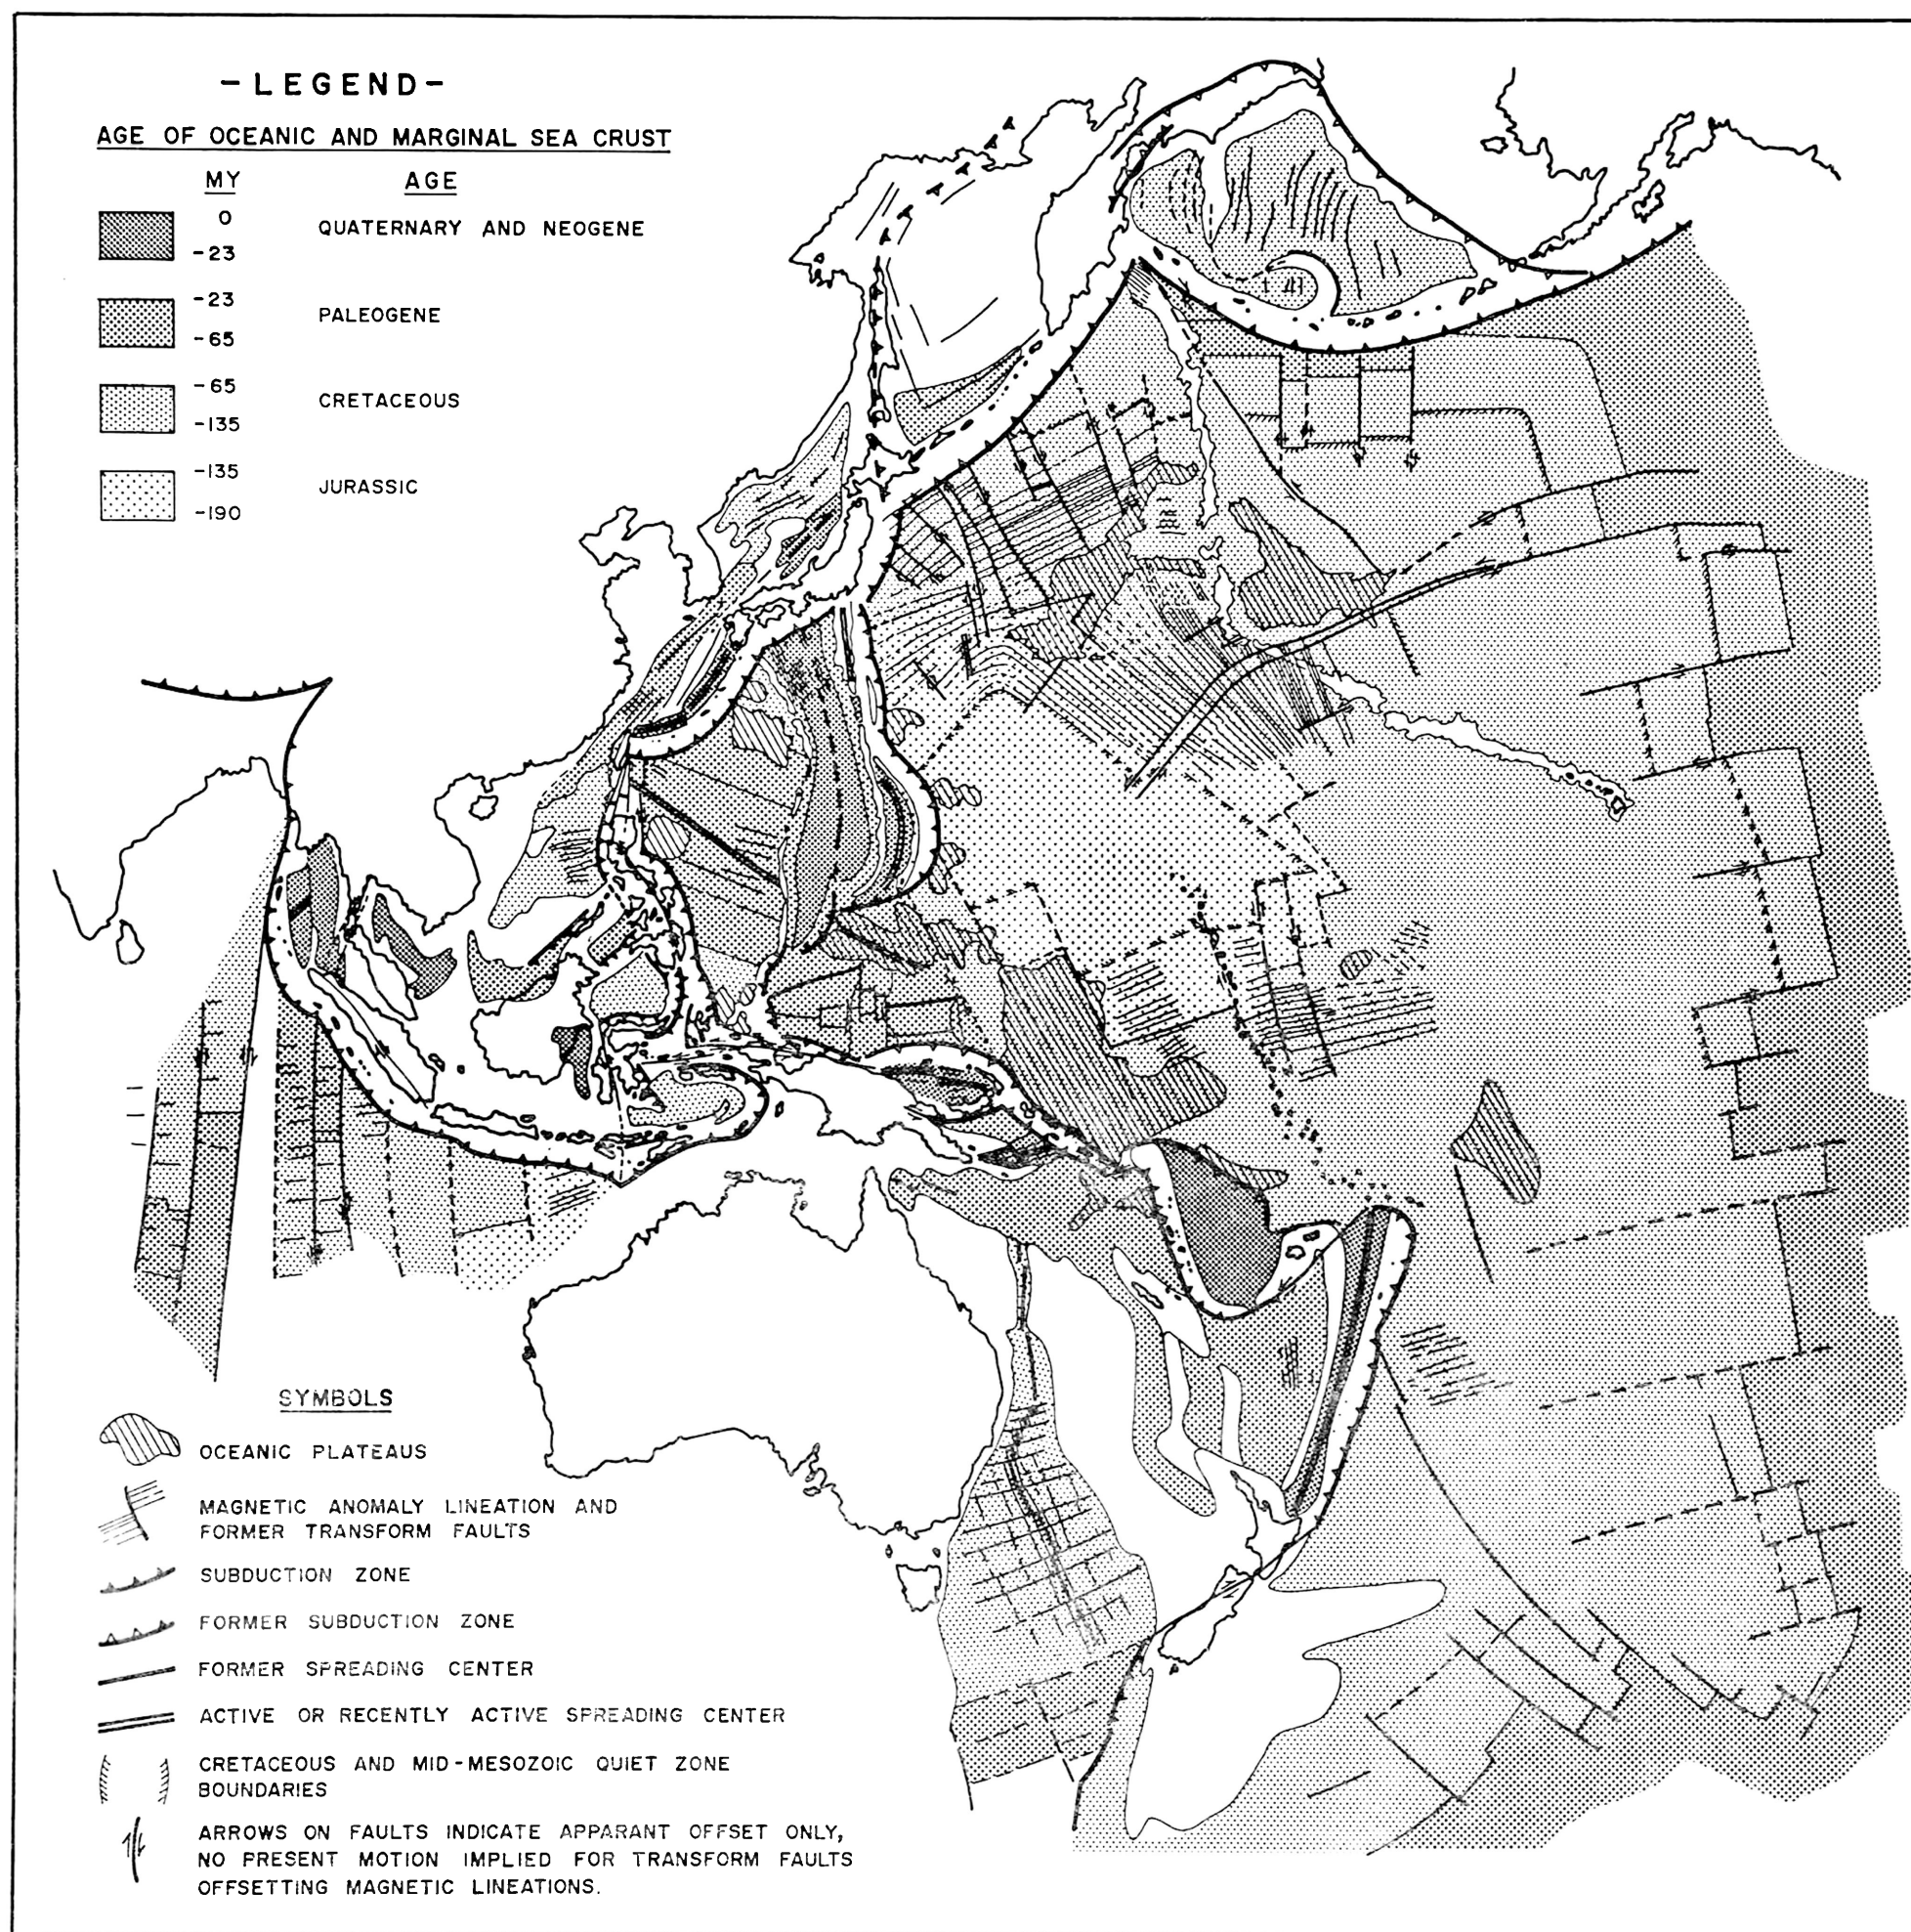 -LEGEND-
AGE OF OCEANIC AND MARGINAL SEA CRUST
MY AGE
0
-23
QUATERNARY AND NEOGENE
-23
-65
PALEOGENE
-65
-135
CRETACEOUS
-135
-190
JURASSIC
SYMBOLS
OCEANIC PLATEAUS
MAGNETIC ANOMALY LINEATION AND
FORMER TRANSFORM FAULTS
SUBDUCTION ZONE
FORMER SUBDUCTION ZONE
FORMER SPREADING CENTER
ACTIVE OR RECENTLY ACTIVE SPREADING CENTER
CRETACEOUS AND MID-MESOZOIC QUIET ZONE
BOUNDARIES
ARROWS ON FAULTS INDICATE APPARANT OFFSET ONLY,
NO PRESENT MOTION IMPLIED FOR TRANSFORM FAULTS
OFFSETTING MAGNETIC LINEATIONS.